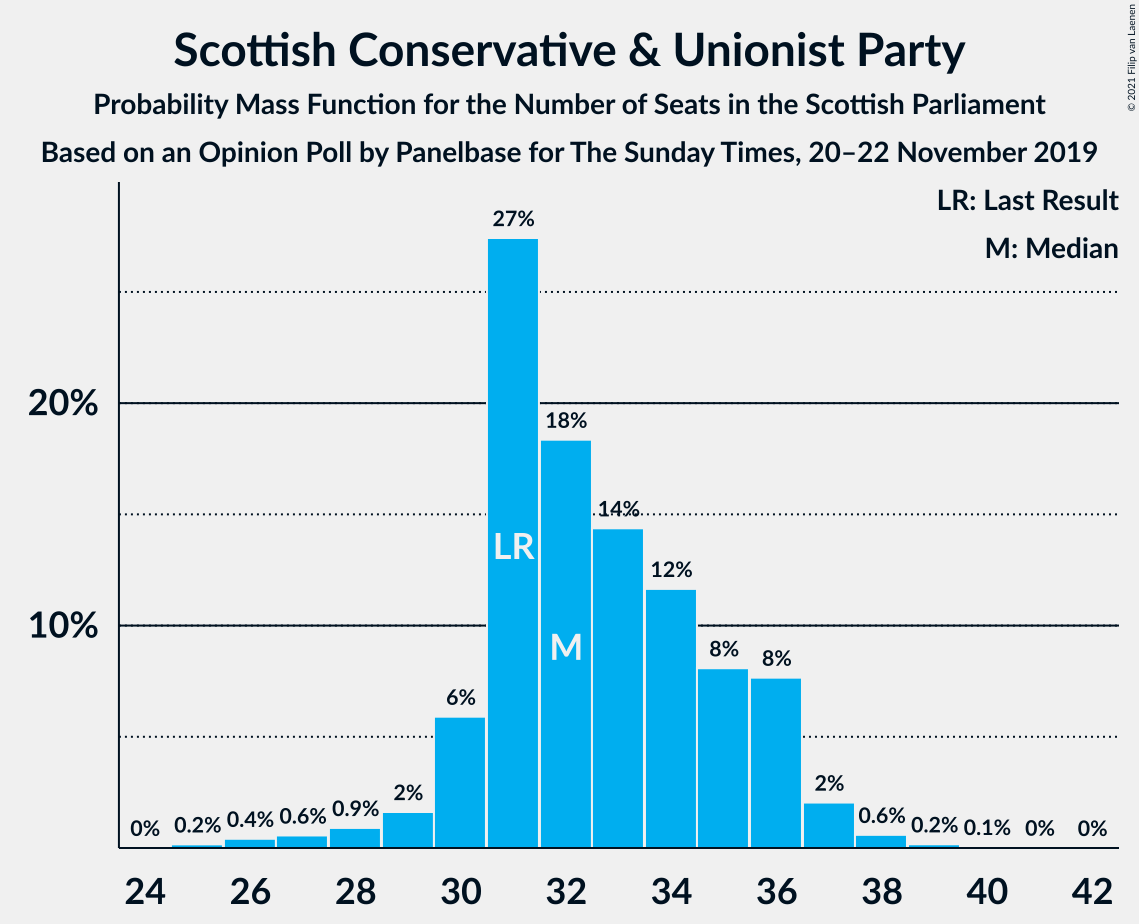 Scottish Conservative & Unionist Party
Probability Mass Function for the Number of Seats in the Scottish Parliament
Based on an Opinion Poll by Panelbase for The Sunday Times, 20–22 November 2019
© 2021 Filip van Laenen
LR: Last Result
M: Median
20%
10%
0% 0.2% 0.4% 0.6% 0.9% 2% 6% 27% 18% 14% 12% 8% 8% 2% 0.6% 0.2% 0.1% 0% 0%
LR
M
24 26 28 30 32 34 36 38 40 42